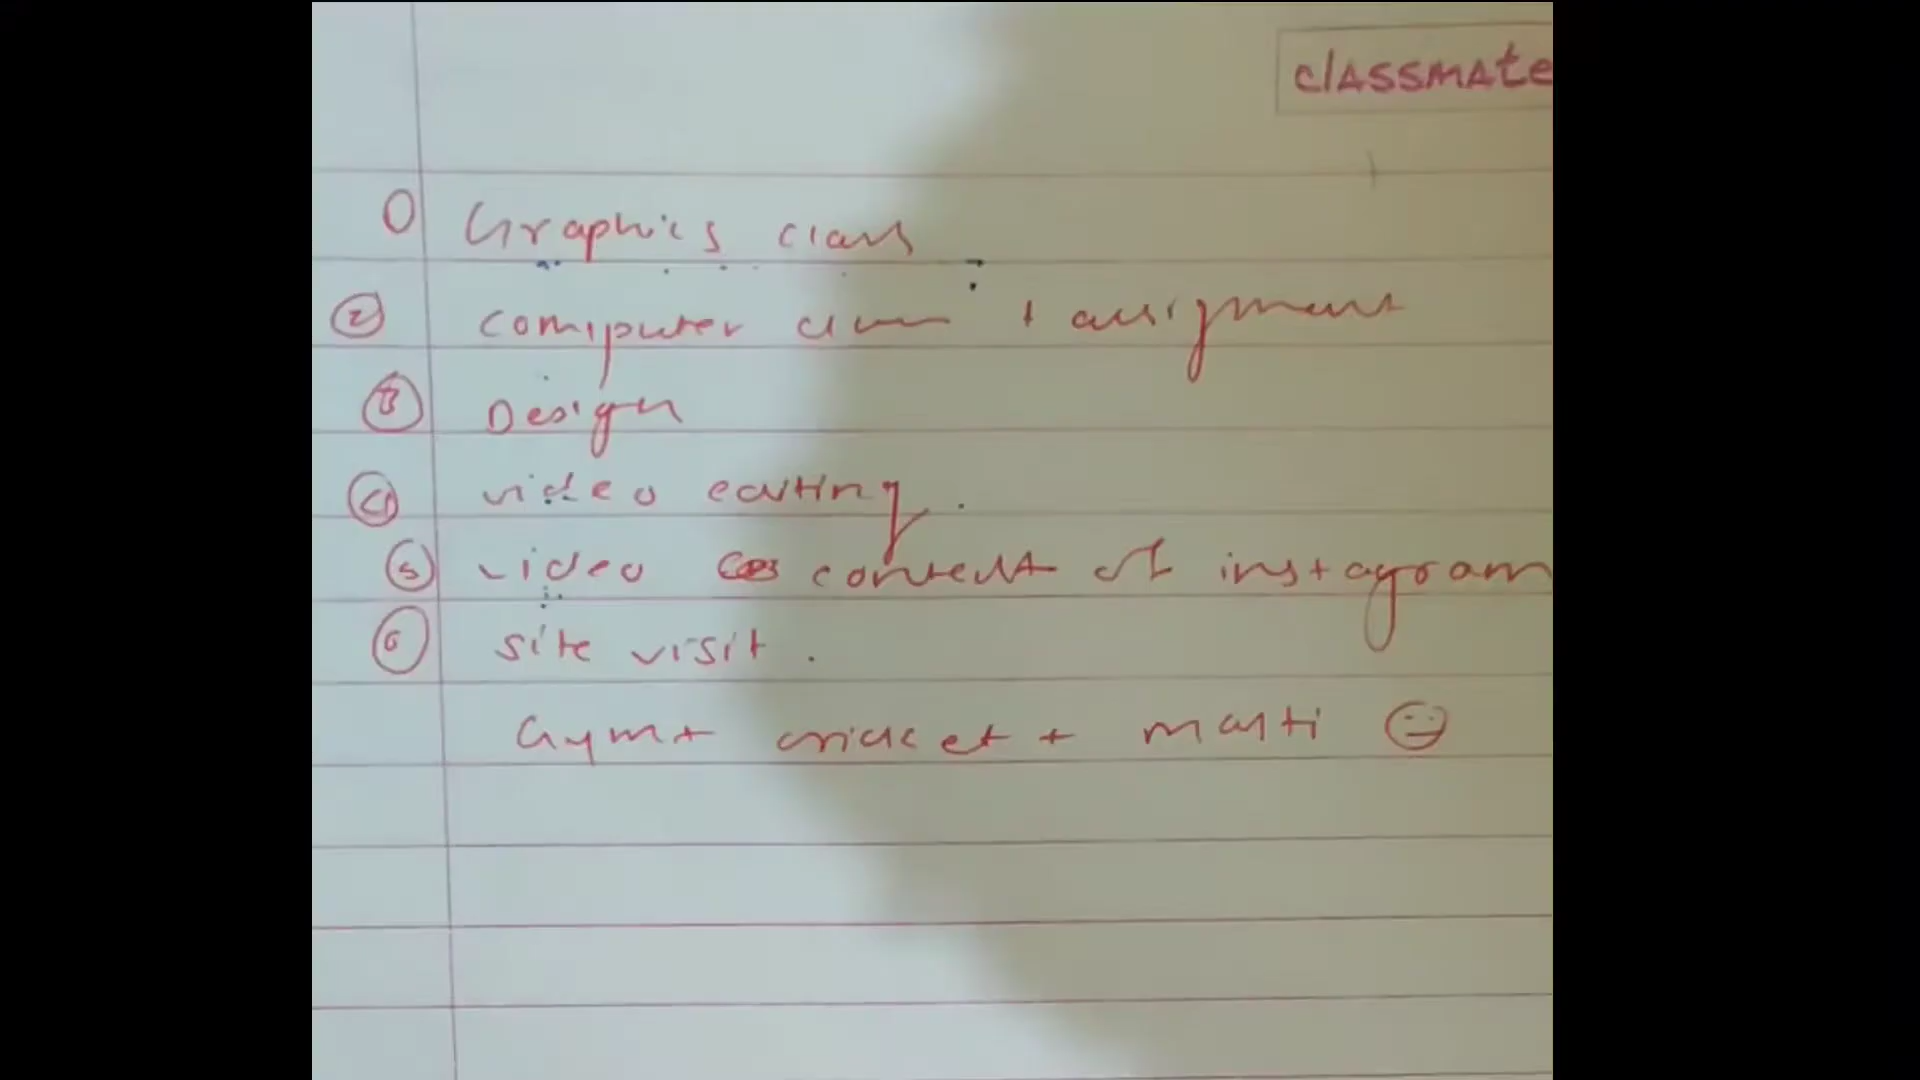 classmate
① Graphics class
② computer class + assigment
③ Design
④ video editing.
⑤ video content of instagram
⑥ site visit.
Gym + cricket + masti 🙂